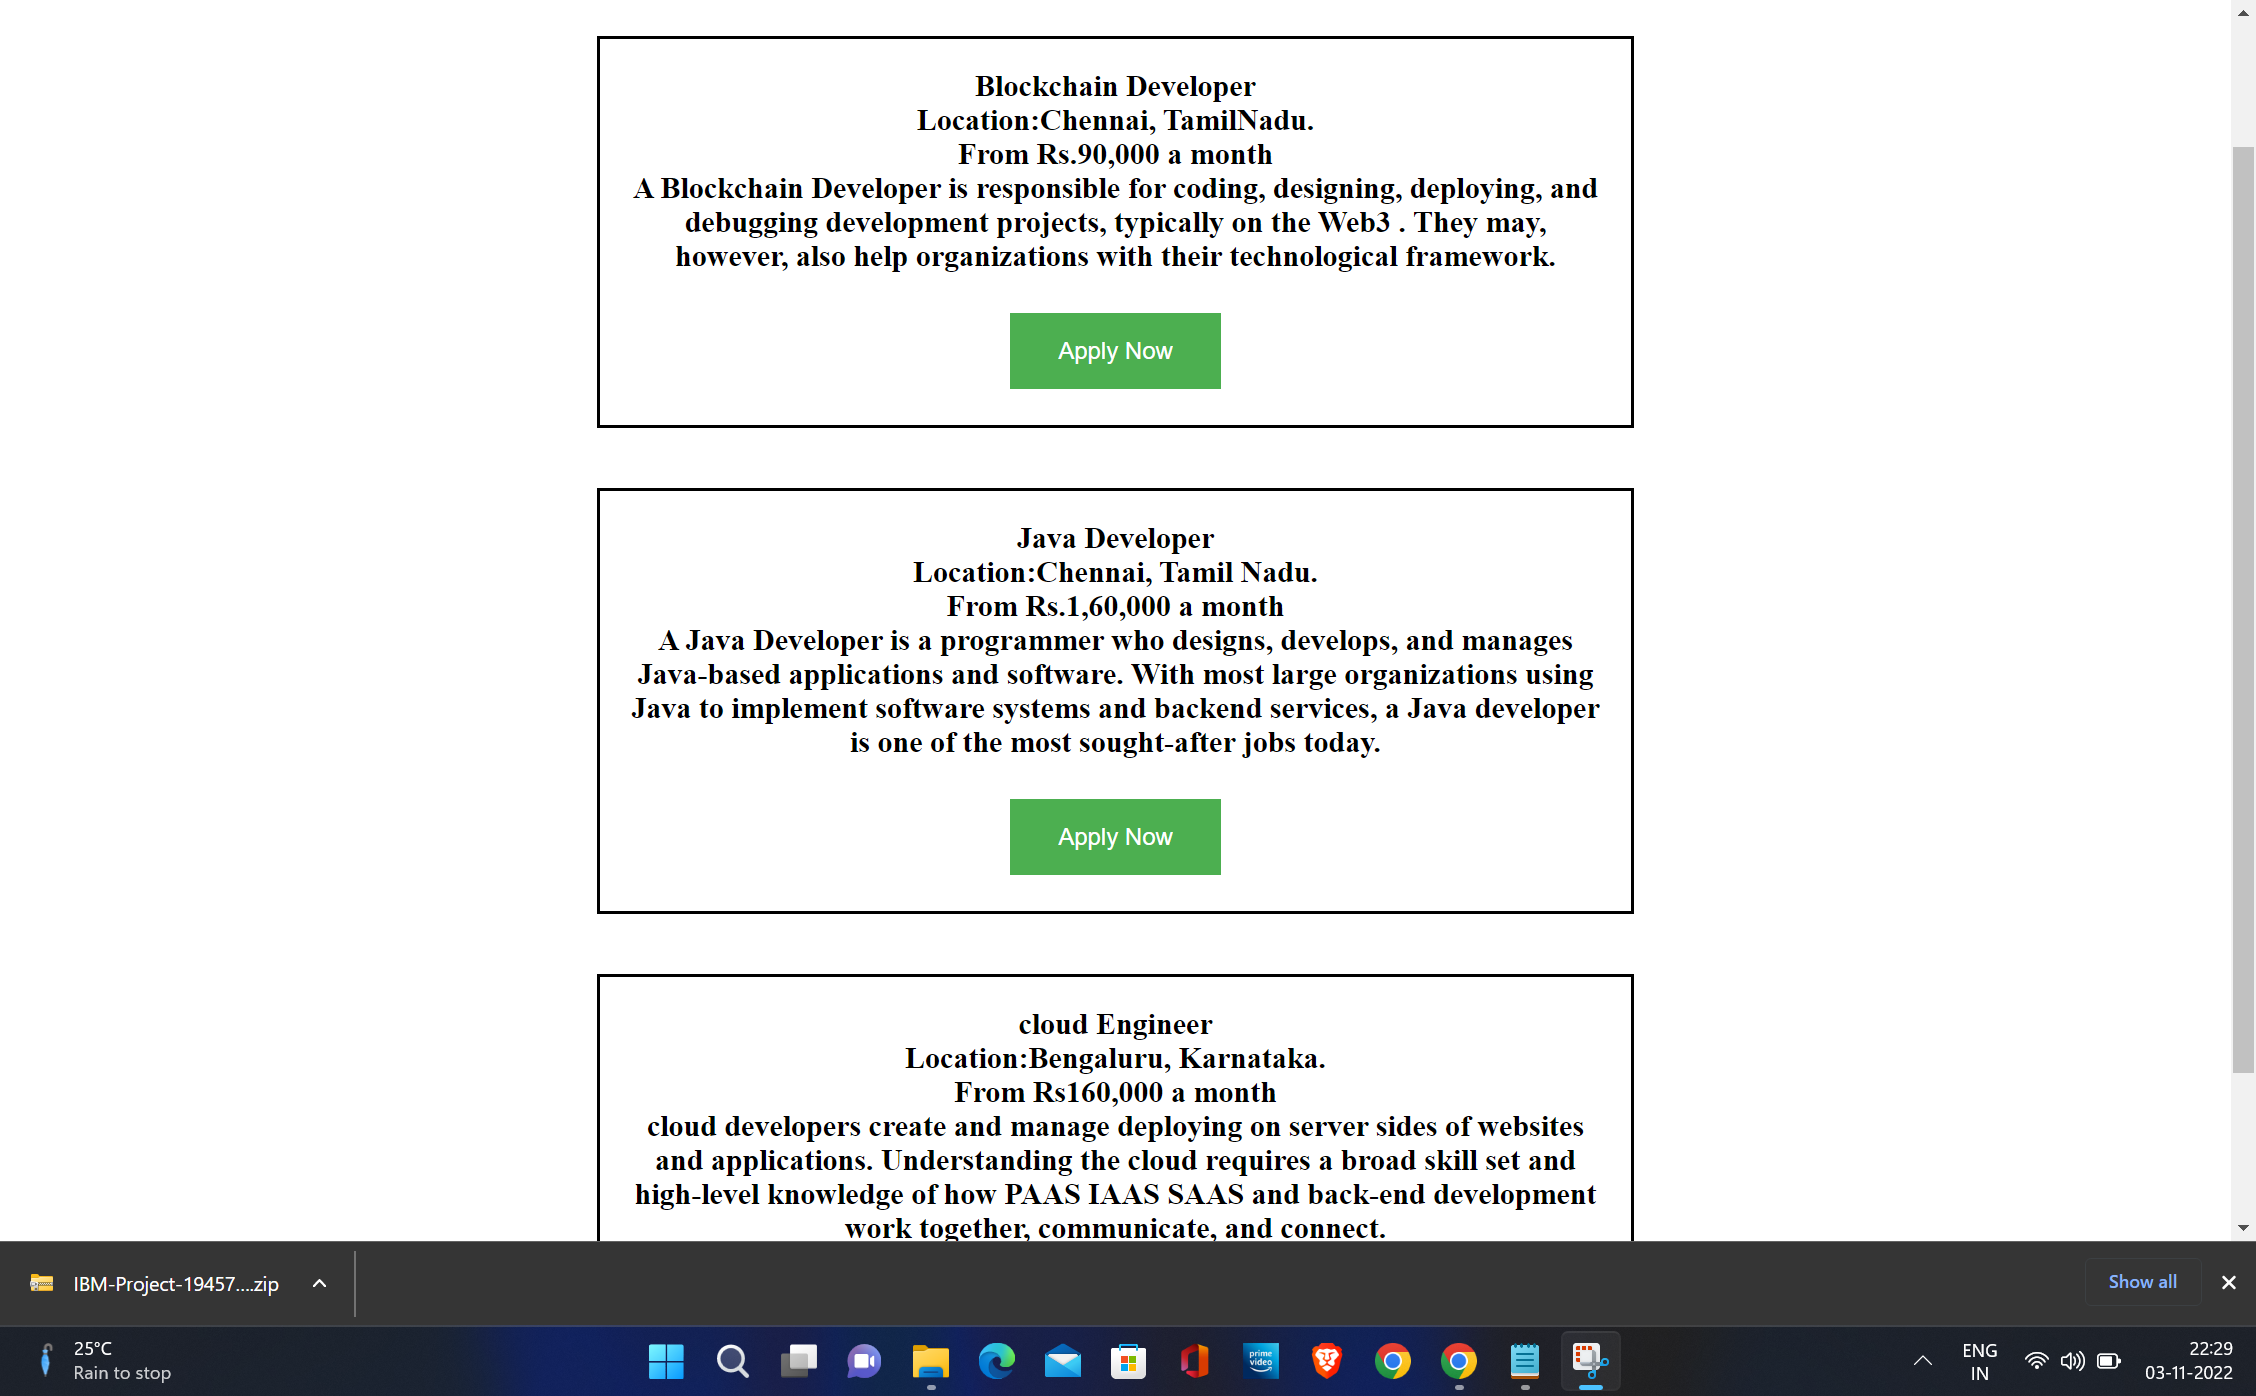 Blockchain Developer
Location:Chennai, TamilNadu.
From Rs.90,000 a month
A Blockchain Developer is responsible for coding, designing, deploying, and
debugging development projects, typically on the Web3 . They may,
however, also help organizations with their technological framework.
Apply Now
Java Developer
Location:Chennai, Tamil Nadu.
From Rs.1,60,000 a month
A Java Developer is a programmer who designs, develops, and manages
Java-based applications and software. With most large organizations using
Java to implement software systems and backend services, a Java developer
is one of the most sought-after jobs today.
Apply Now
cloud Engineer
Location:Bengaluru, Karnataka.
From Rs160,000 a month
cloud developers create and manage deploying on server sides of websites
and applications. Understanding the cloud requires a broad skill set and
high-level knowledge of how PAAS IAAS SAAS and back-end development
work together, communicate, and connect.
IBM-Project-19457....zip
Show all
25°C
Rain to stop
prime
video
ENG
IN
22:29
03-11-2022